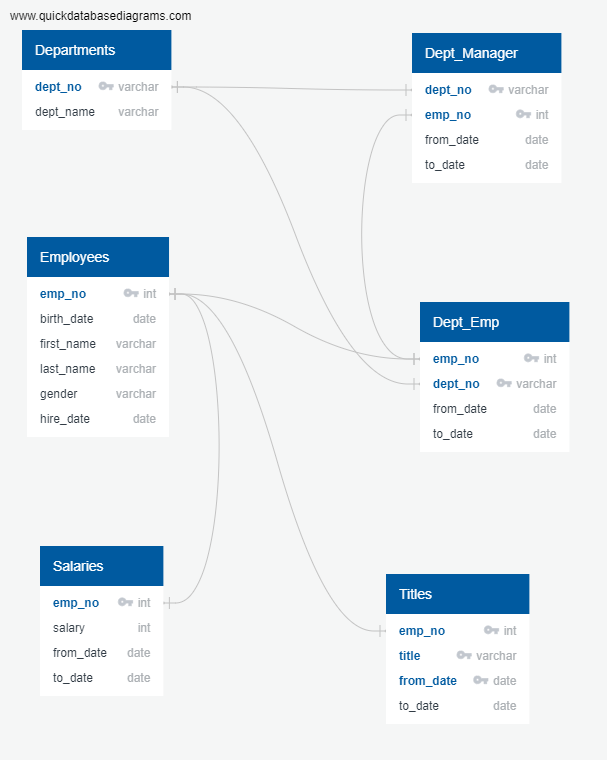 www.quickdatabasediagrams.com
Departments
dept_no varchar
dept_name varchar
Dept_Manager
dept_no varchar
emp_no int
from_date date
to_date date
Employees
emp_no int
birth_date date
first_name varchar
last_name varchar
gender varchar
hire_date date
Dept_Emp
emp_no int
dept_no varchar
from_date date
to_date date
Salaries
emp_no int
salary int
from_date date
to_date date
Titles
emp_no int
title varchar
from_date date
to_date date